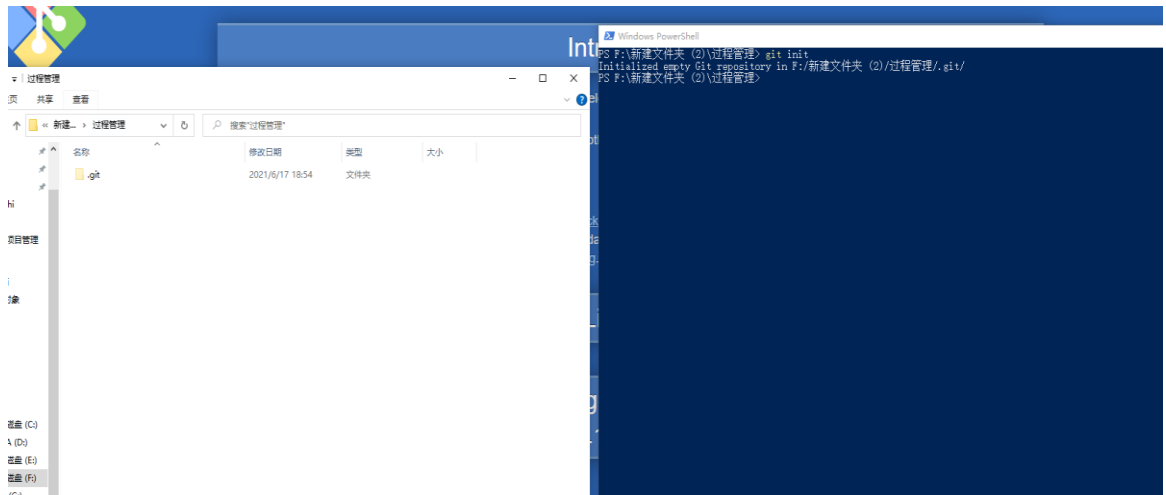 Int
过程管理
页 共享 查看
« 新建… › 过程管理
搜索"过程管理"
名称 修改日期 类型 大小
.git 2021/6/17 18:54 文件夹
hi
项目管理
对象
磁盘 (C:)
A (D:)
磁盘 (E:)
磁盘 (F:)
Windows PowerShell
PS F:\新建文件夹 (2)\过程管理> git init
Initialized empty Git repository in F:/新建文件夹 (2)/过程管理/.git/
PS F:\新建文件夹 (2)\过程管理>